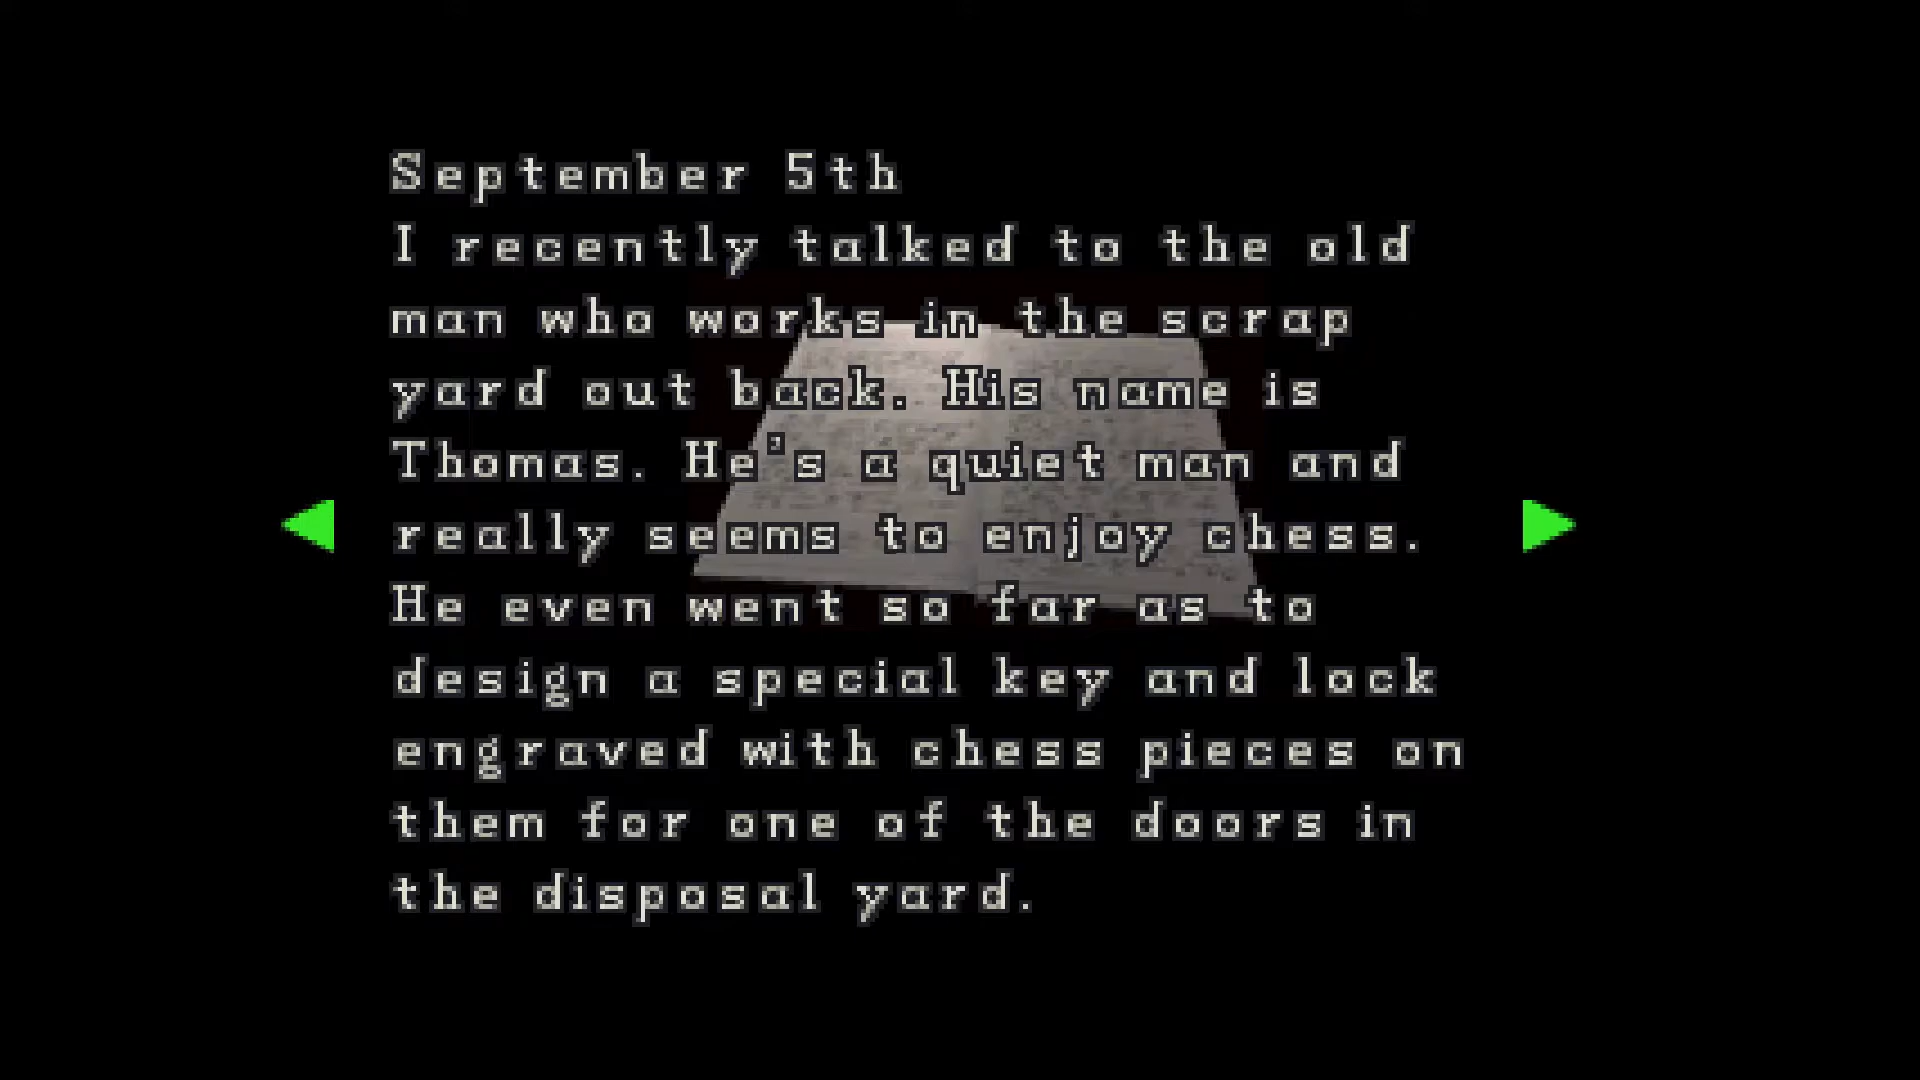 September 5th
I recently talked to the old
man who works in the scrap
yard out back. His name is
Thomas. He's a quiet man and
really seems to enjoy chess.
He even went so far as to
design a special key and lock
engraved with chess pieces on
them for one of the doors in
the disposal yard.